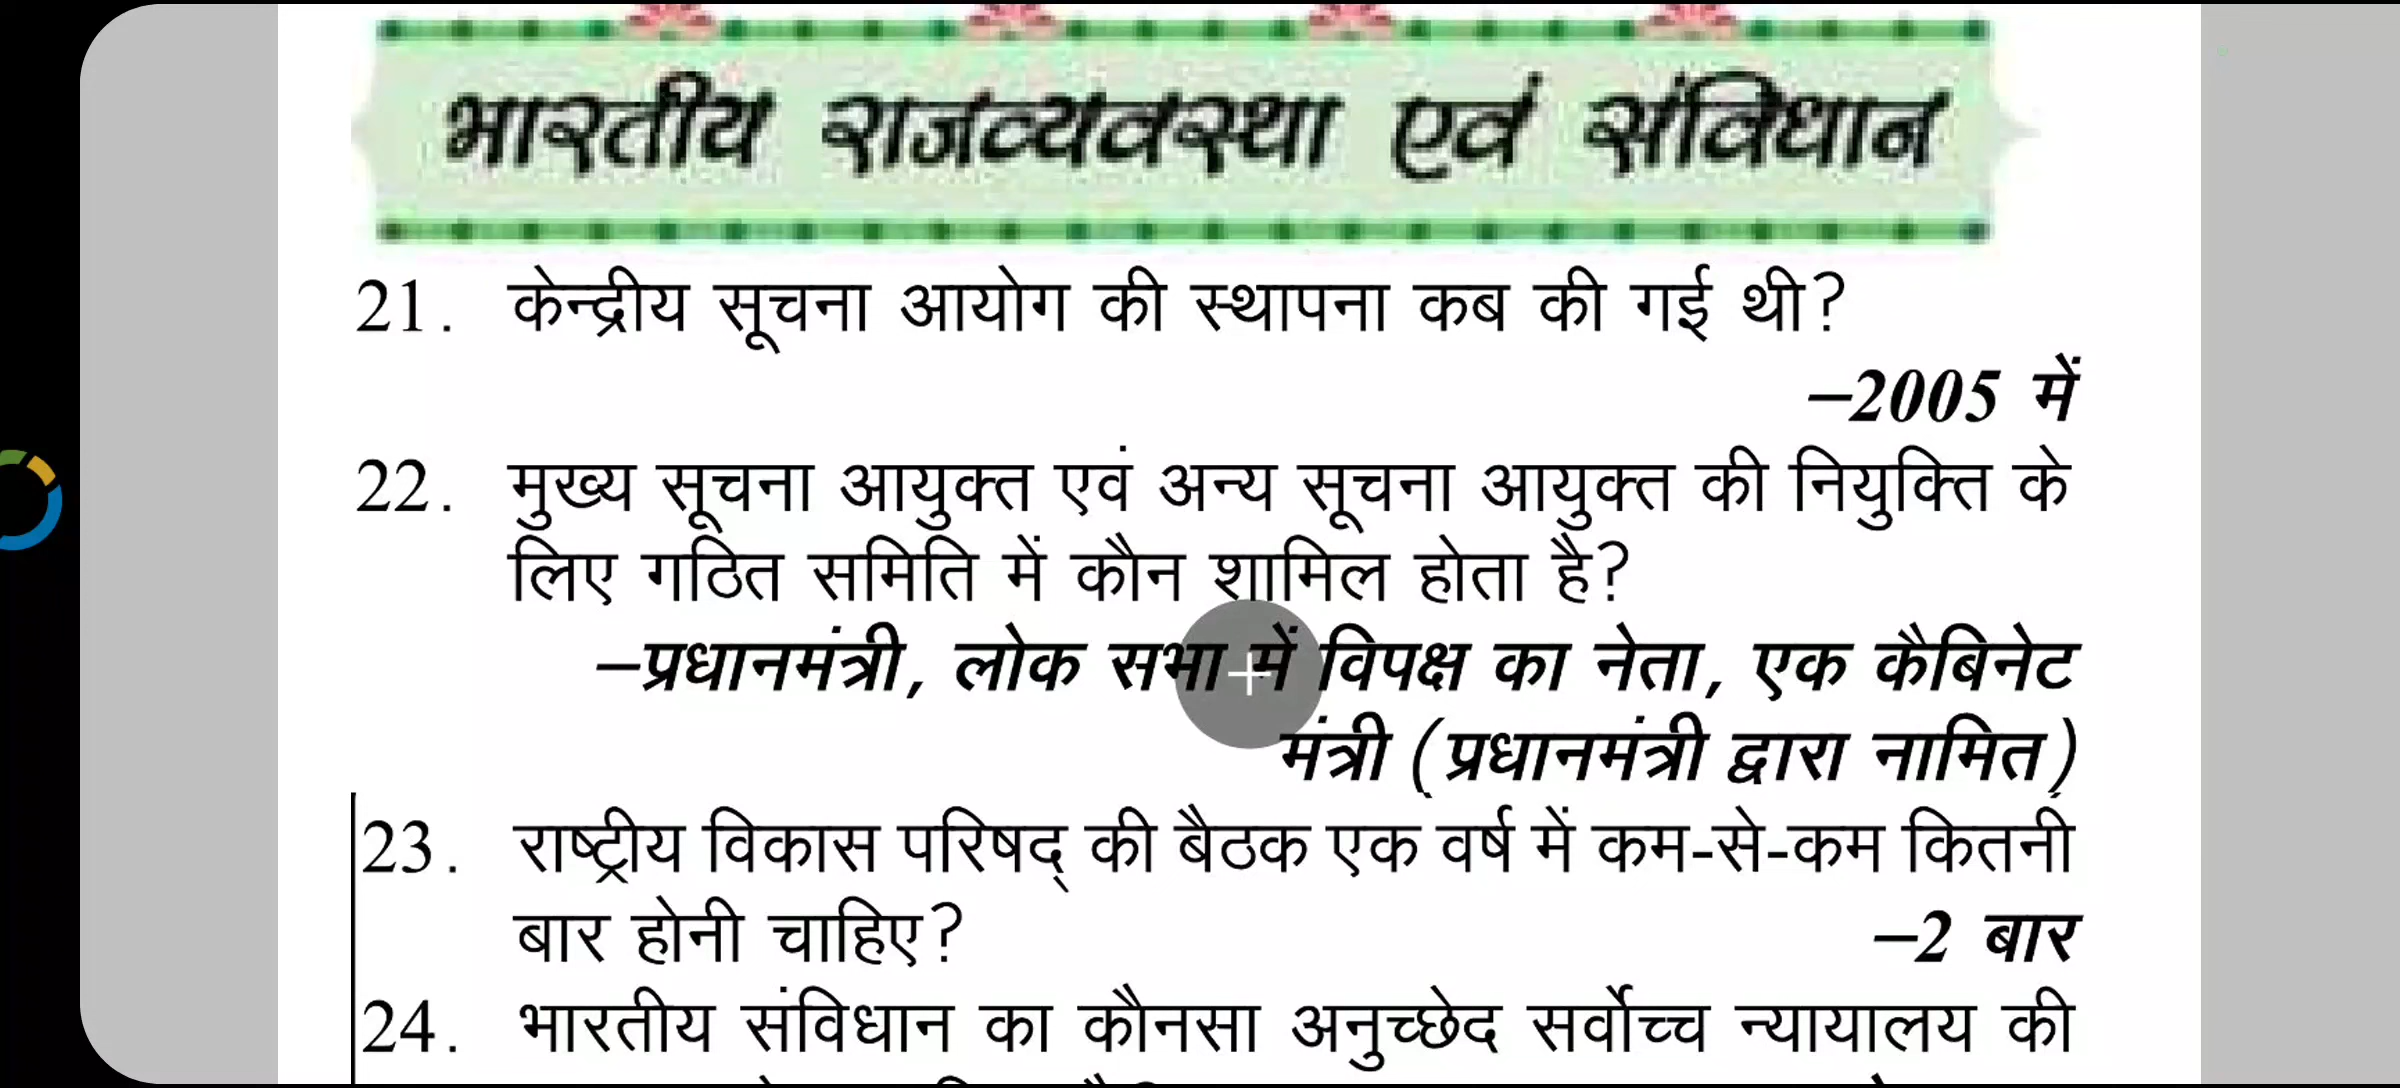 भारतीय राजव्यवस्था एवं संविधान
21. केन्द्रीय सूचना आयोग की स्थापना कब की गई थी?
–2005 में
22. मुख्य सूचना आयुक्त एवं अन्य सूचना आयुक्त की नियुक्ति के
लिए गठित समिति में कौन शामिल होता है?
–प्रधानमंत्री, लोक सभा में विपक्ष का नेता, एक कैबिनेट
मंत्री (प्रधानमंत्री द्वारा नामित)
23. राष्ट्रीय विकास परिषद् की बैठक एक वर्ष में कम-से-कम कितनी
बार होनी चाहिए? –2 बार
24. भारतीय संविधान का कौनसा अनुच्छेद सर्वोच्च न्यायालय की